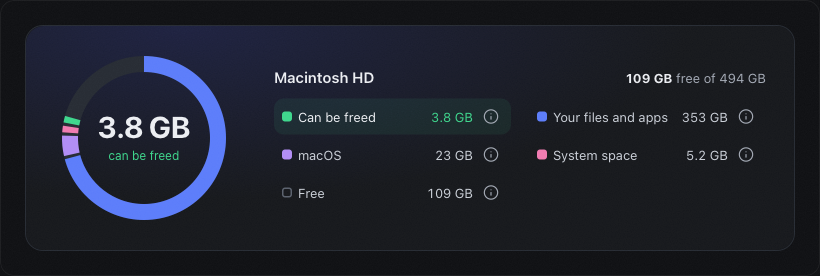 3.8 GB
can be freed
Macintosh HD
109 GB free of 494 GB
Can be freed 3.8 GB
Your files and apps 353 GB
macOS 23 GB
System space 5.2 GB
Free 109 GB